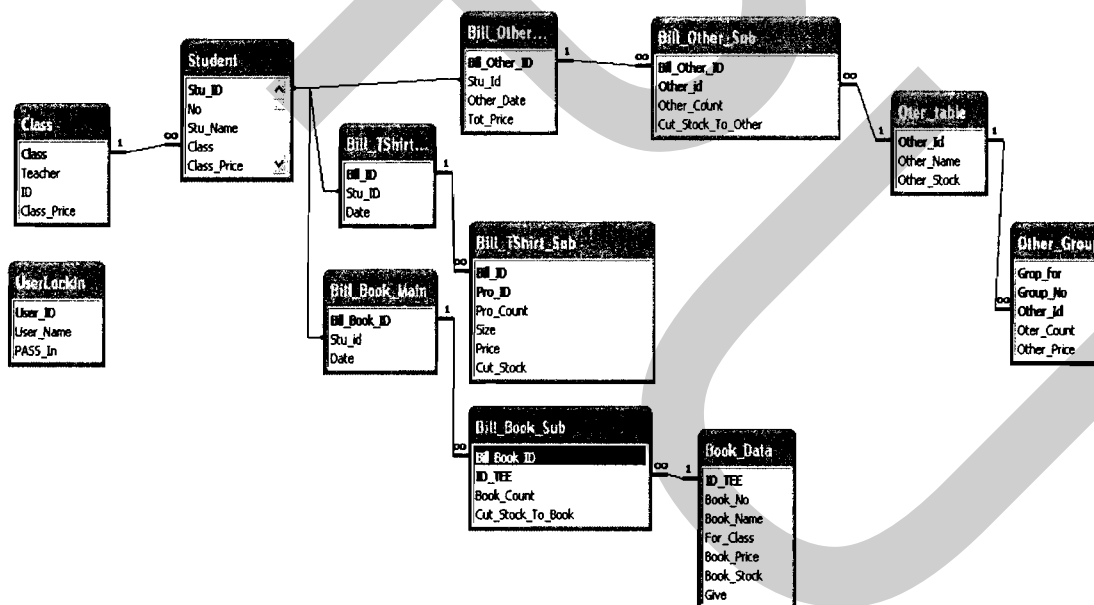 Class
Class
Teacher
ID
Class_Price
1
∞
Student
Stu_ID
No
Stu_Name
Class
Class_Price
UserLockIn
User_ID
User_Name
PASS_In
Bill_Other...
Bill_Other_ID
Stu_Id
Other_Date
Tot_Price
1
∞
Bill_Other_Sub
Bill_Other_ID
Other_id
Other_Count
Cut_Stock_To_Other
∞
1
Oter_table
Other_Id
Other_Name
Other_Stock
1
∞
Other_Group
Grop_for
Group_No
Other_Id
Oter_Count
Other_Price
Bill_TShirt...
Bill_ID
Stu_ID
Date
1
∞
Bill_TShirt_Sub
Bill_ID
Pro_ID
Pro_Count
Size
Price
Cut_Stock
Bill_Book_Main
Bill_Book_ID
Stu_id
Date
1
∞
Bill_Book_Sub
Bill_Book_ID
ID_TEE
Book_Count
Cut_Stock_To_Book
∞
1
Book_Data
ID_TEE
Book_No
Book_Name
For_Class
Book_Price
Book_Stock
Give